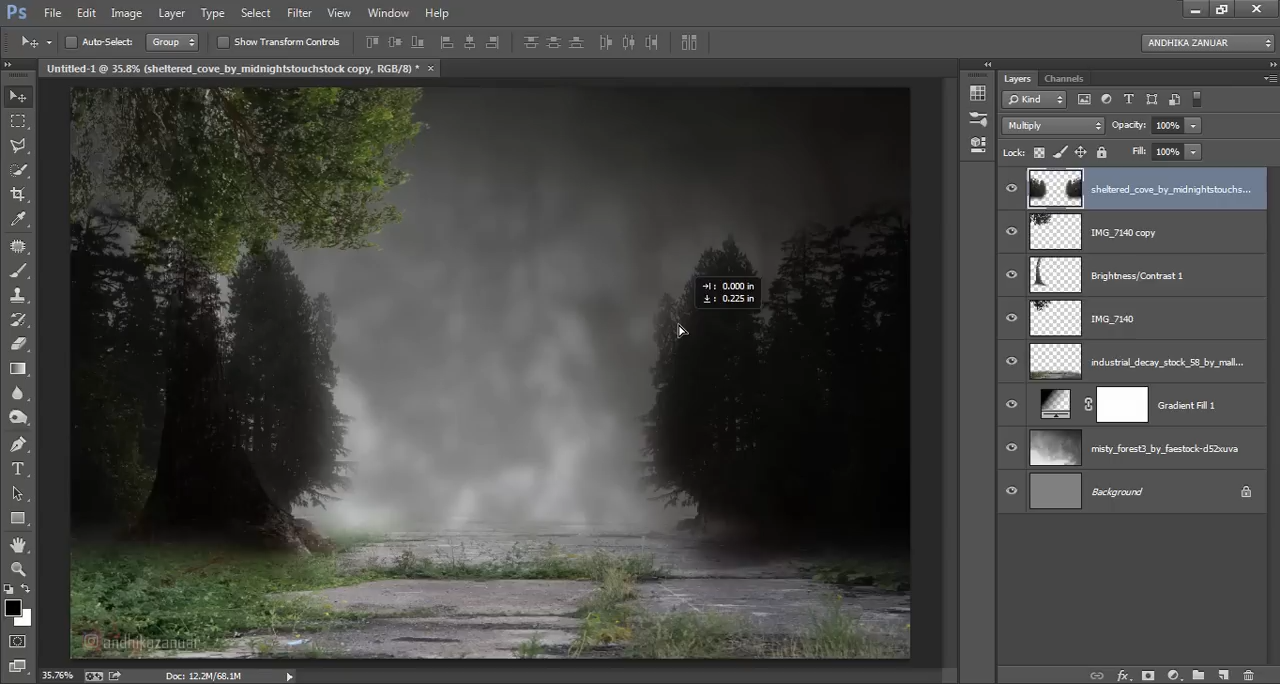 Ps File Edit Image Layer Type Select Filter View Window Help
Auto-Select: Group Show Transform Controls ANDHIKA ZANUAR
Untitled-1 @ 35.8% (sheltered_cove_by_midnightstouchstock copy, RGB/8) * ×
Layers Channels
Kind
Multiply Opacity: 100%
Lock: Fill: 100%
sheltered_cove_by_midnightstouchs...
IMG_7140 copy
Brightness/Contrast 1
IMG_7140
industrial_decay_stock_58_by_mall...
Gradient Fill 1
misty_forest3_by_faestock-d52xuva
Background
: 0.000 in
: 0.225 in
andhikazanuar
35.76% Doc: 12.2M/68.1M